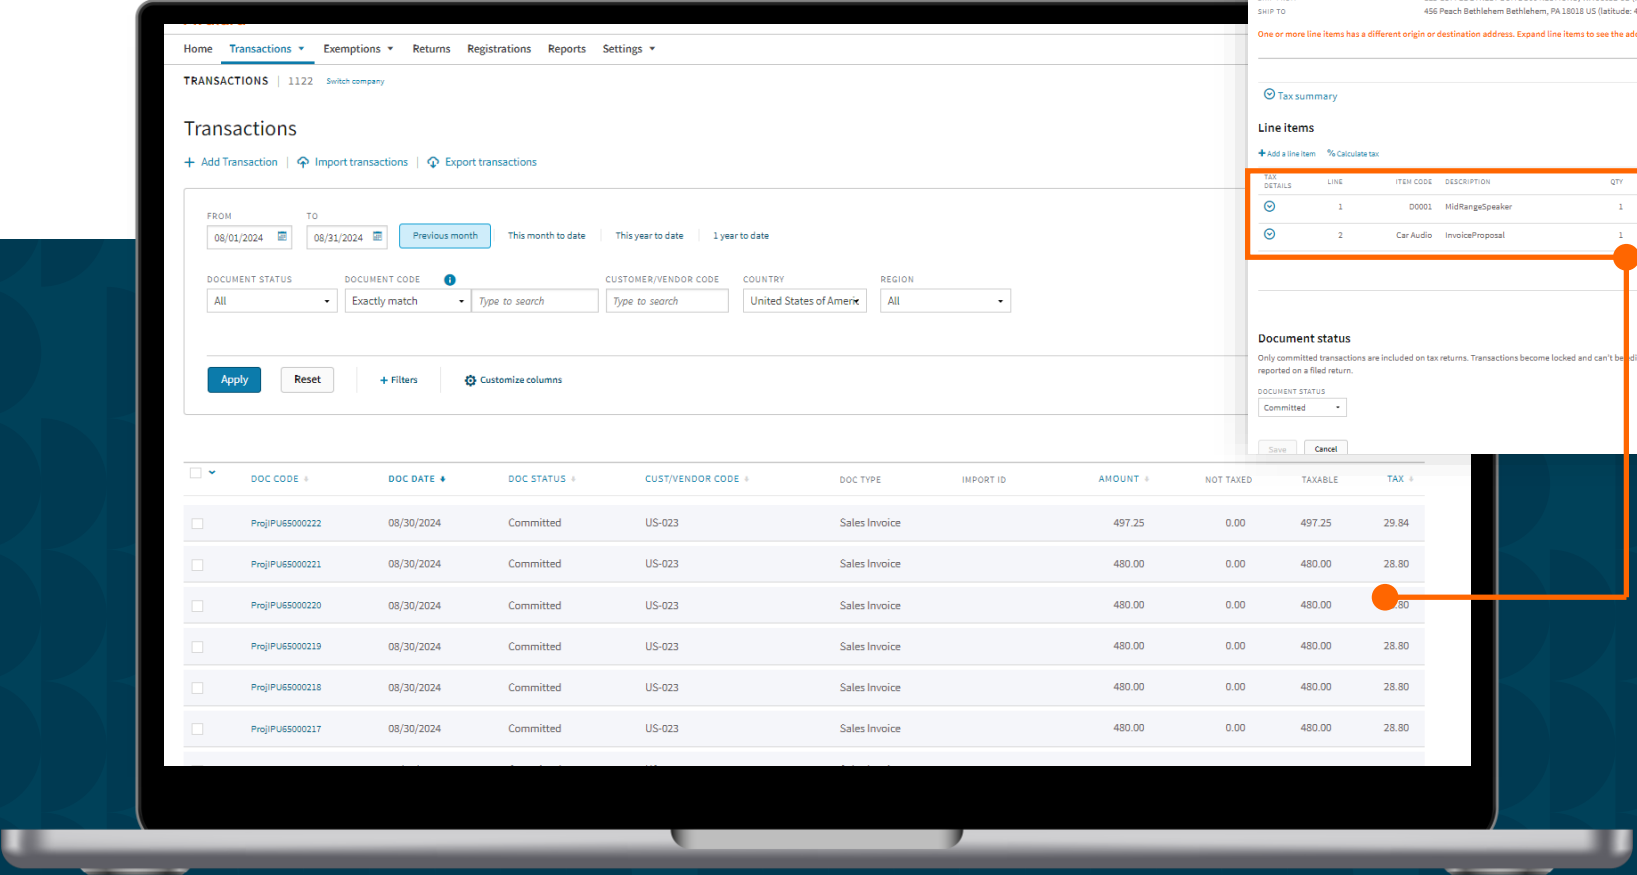 Home Transactions Exemptions Returns Registrations Reports Settings
TRANSACTIONS | 1122 Switch company
Transactions
+ Add Transaction | Import transactions | Export transactions
FROM TO
08/01/2024 08/31/2024 Previous month This month to date This year to date 1 year to date
DOCUMENT STATUS DOCUMENT CODE CUSTOMER/VENDOR CODE COUNTRY REGION
All Exactly match Type to search Type to search United States of Americ All
Apply Reset + Filters Customize columns
DOC CODE DOC DATE DOC STATUS CUST/VENDOR CODE DOC TYPE IMPORT ID AMOUNT NOT TAXED TAXABLE TAX
ProjIPU65000222 08/30/2024 Committed US-023 Sales Invoice 497.25 0.00 497.25 29.84
ProjIPU65000221 08/30/2024 Committed US-023 Sales Invoice 480.00 0.00 480.00 28.80
ProjIPU65000220 08/30/2024 Committed US-023 Sales Invoice 480.00 0.00 480.00 .80
ProjIPU65000219 08/30/2024 Committed US-023 Sales Invoice 480.00 0.00 480.00 28.80
ProjIPU65000218 08/30/2024 Committed US-023 Sales Invoice 480.00 0.00 480.00 28.80
ProjIPU65000217 08/30/2024 Committed US-023 Sales Invoice 480.00 0.00 480.00 28.80
SHIP TO 456 Peach Bethlehem Bethlehem, PA 18018 US (latitude: 4
One or more line items has a different origin or destination address. Expand line items to see the ad
Tax summary
Line items
+ Add a line item % Calculate tax
TAX DETAILS LINE ITEM CODE DESCRIPTION QTY
1 D0001 MidRangeSpeaker 1
2 Car Audio InvoiceProposal 1
Document status
Only committed transactions are included on tax returns. Transactions become locked and can't be edi
reported on a filed return.
DOCUMENT STATUS
Committed
Save Cancel